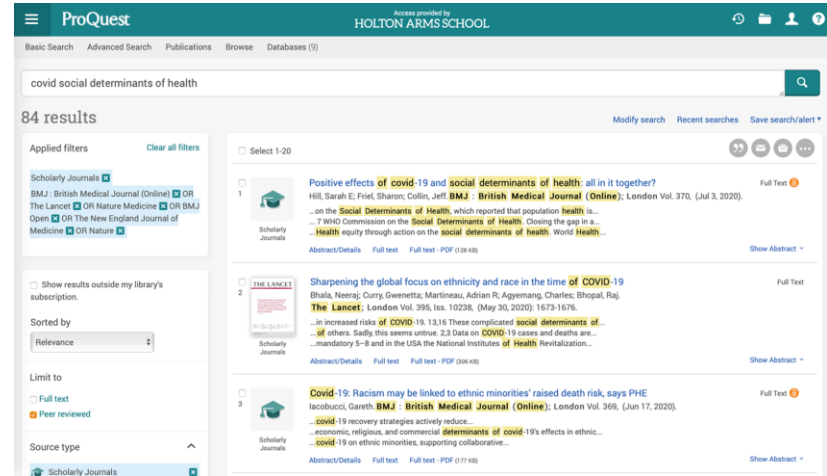 ProQuest
Access provided by
HOLTON ARMS SCHOOL
Basic Search Advanced Search Publications Browse Databases (9)
covid social determinants of health
84 results
Modify search Recent searches Save search/alert
Applied filters Clear all filters
Scholarly Journals
BMJ : British Medical Journal (Online) OR
The Lancet OR Nature Medicine OR BMJ
Open OR The New England Journal of
Medicine OR Nature
Show results outside my library's
subscription.
Sorted by
Relevance
Limit to
Full text
Peer reviewed
Source type
Scholarly Journals
Select 1-20
1
Scholarly
Journals
Positive effects of covid-19 and social determinants of health: all in it together?
Full Text
Hill, Sarah E; Friel, Sharon; Collin, Jeff. BMJ : British Medical Journal (Online); London Vol. 370, (Jul 3, 2020).
...on the Social Determinants of Health, which reported that population health is...
... 7 WHO Commission on the Social Determinants of Health. Closing the gap in a...
...Health equity through action on the social determinants of health. World Health...
Abstract/Details Full text Full text - PDF (128 KB) Show Abstract
2
THE LANCET
Scholarly
Journals
Sharpening the global focus on ethnicity and race in the time of COVID-19
Full Text
Bhala, Neeraj; Curry, Gwenetta; Martineau, Adrian R; Agyemang, Charles; Bhopal, Raj.
The Lancet; London Vol. 395, Iss. 10238, (May 30, 2020): 1673-1676.
...in increased risks of COVID-19. 13,16 These complicated social determinants of...
...of others. Sadly, this seems untrue. 2,3 Data on COVID-19 cases and deaths are...
...mandatory 5–8 and in the USA the National Institutes of Health Revitalization...
Abstract/Details Full text Full text - PDF (306 KB) Show Abstract
3
Scholarly
Journals
Covid-19: Racism may be linked to ethnic minorities' raised death risk, says PHE
Full Text
Iacobucci, Gareth. BMJ : British Medical Journal (Online); London Vol. 369, (Jun 17, 2020).
...covid-19 recovery strategies actively reduce...
...economic, religious, and commercial determinants of covid-19's effects in ethnic...
...covid-19 on ethnic minorities, supporting collaborative...
Abstract/Details Full text Full text - PDF (177 KB) Show Abstract